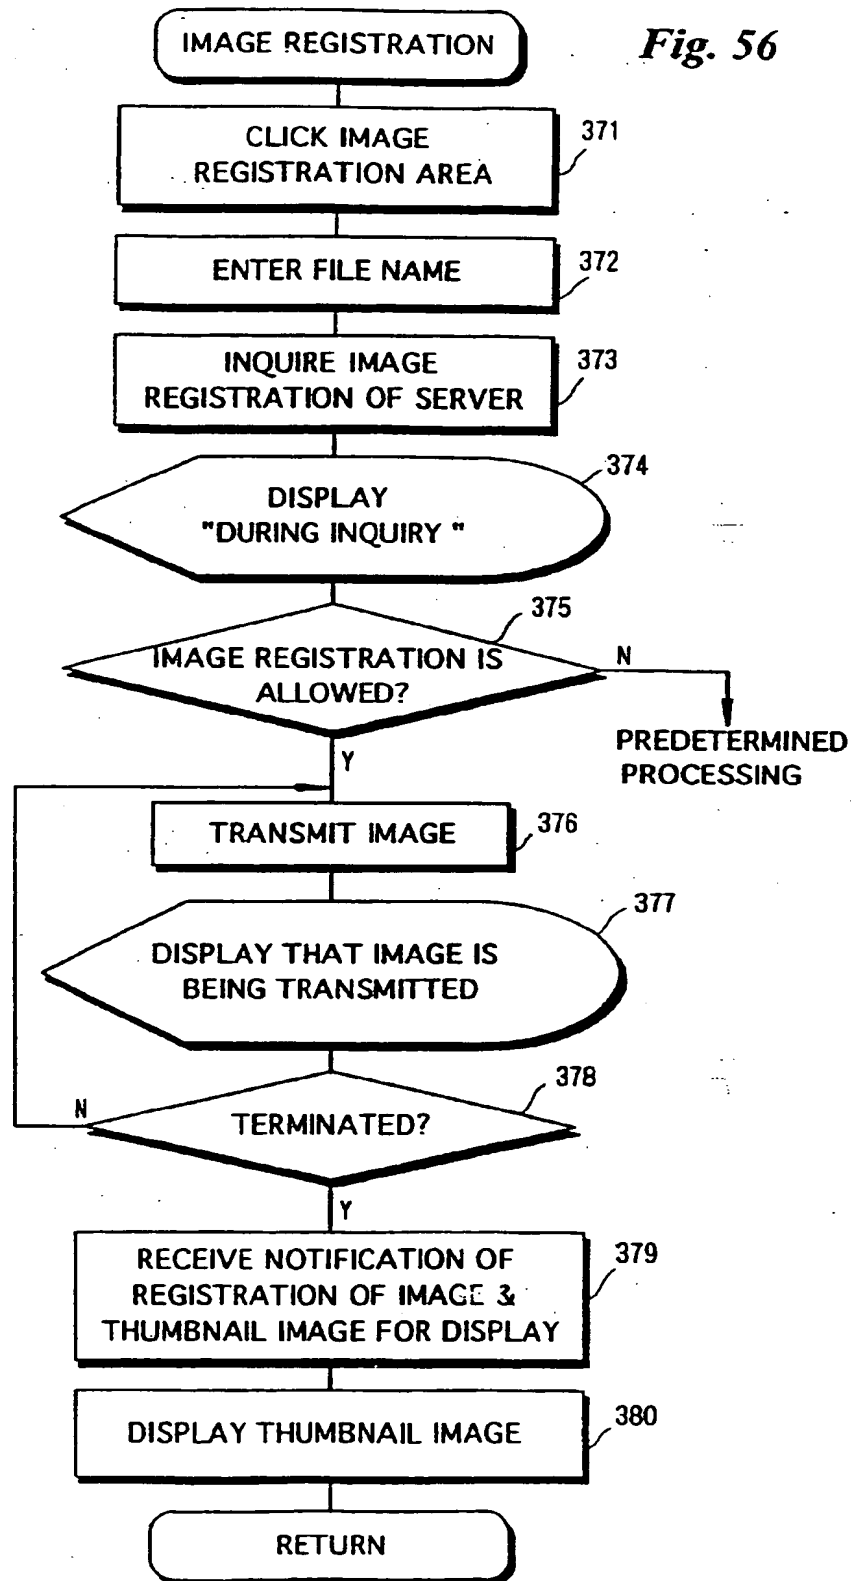 IMAGE REGISTRATION
Fig. 56
CLICK IMAGE
REGISTRATION AREA
371
ENTER FILE NAME
372
INQUIRE IMAGE
REGISTRATION OF SERVER
373
374
DISPLAY
"DURING INQUIRY "
375
IMAGE REGISTRATION IS
ALLOWED?
N
PREDETERMINED
PROCESSING
Y
TRANSMIT IMAGE
376
377
DISPLAY THAT IMAGE IS
BEING TRANSMITTED
378
N
TERMINATED?
Y
RECEIVE NOTIFICATION OF
REGISTRATION OF IMAGE &
THUMBNAIL IMAGE FOR DISPLAY
379
DISPLAY THUMBNAIL IMAGE
380
RETURN